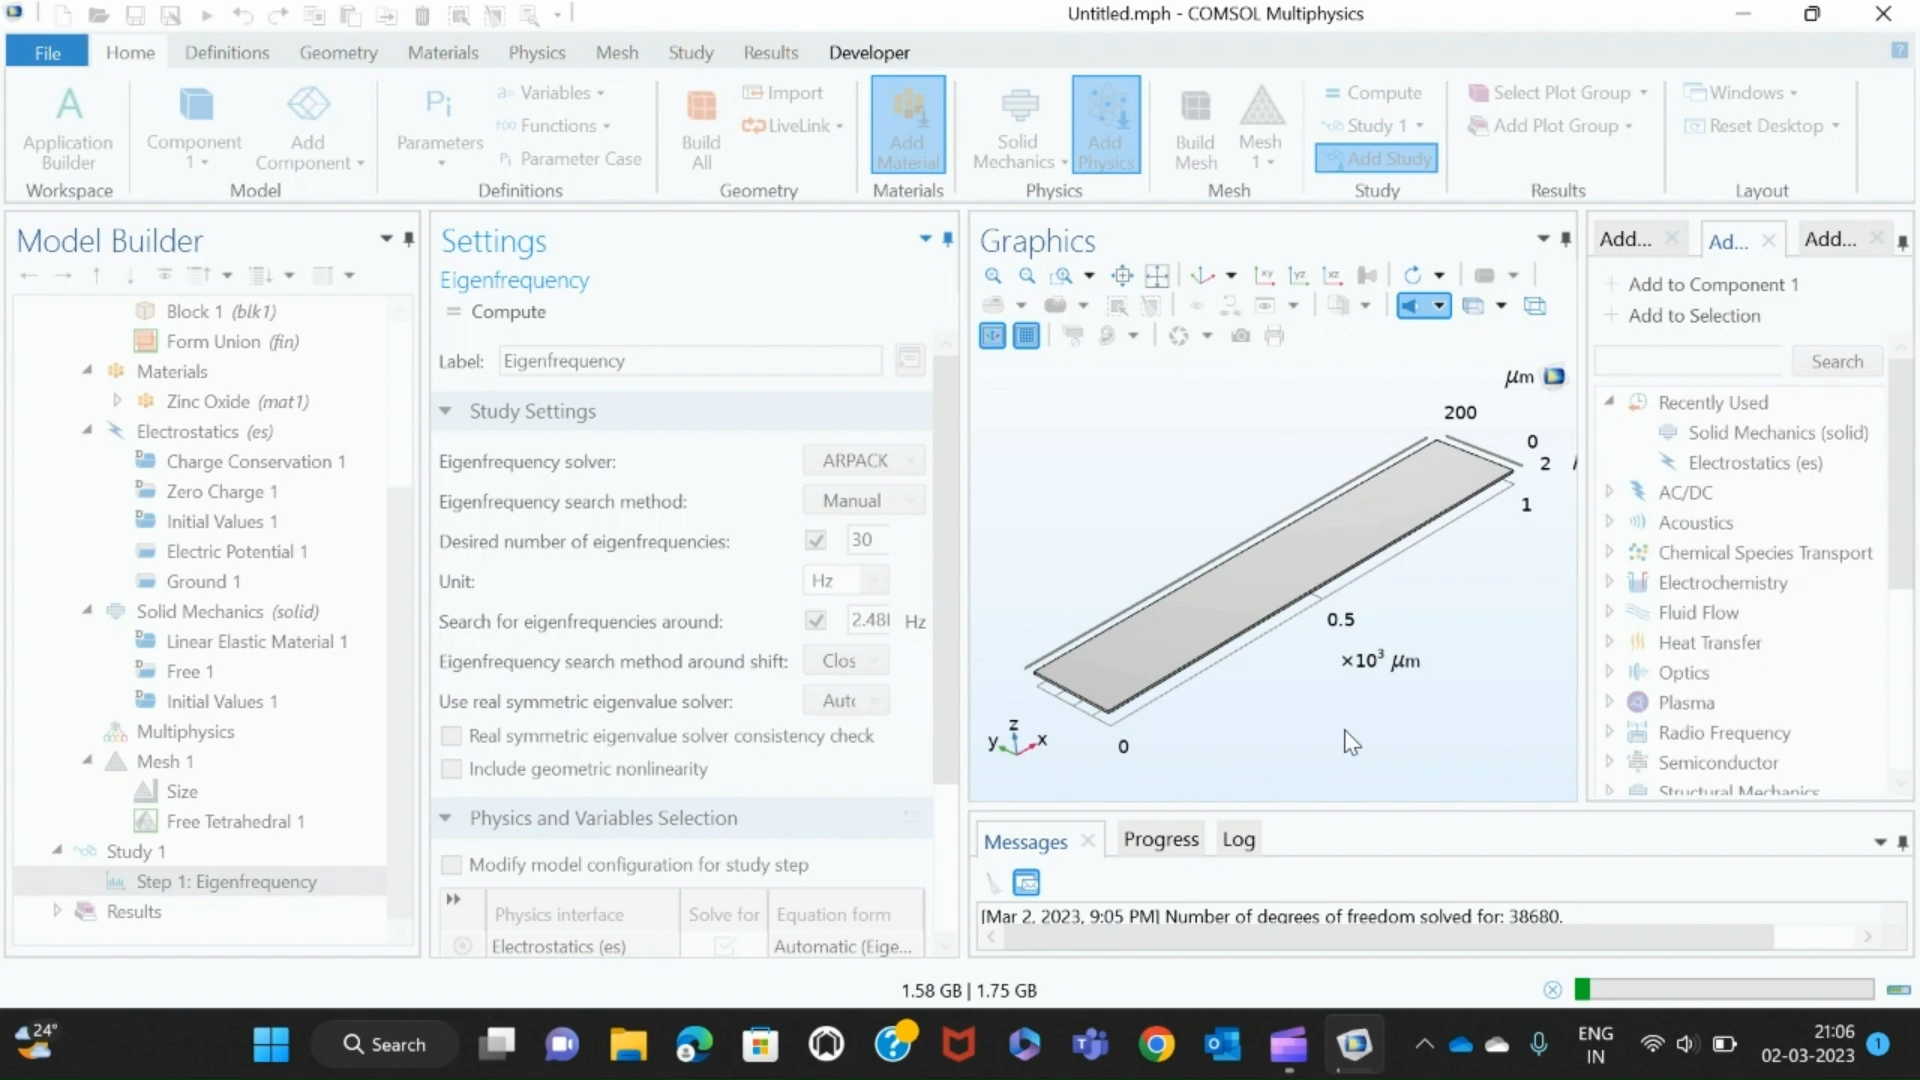 Untitled.mph - COMSOL Multiphysics
File Home Definitions Geometry Materials Physics Mesh Study Results Developer
Application Builder
Workspace
Component 1
Add Component
Model
Pi
Parameters
a= Variables
f(x) Functions
Pi Parameter Case
Definitions
Build All
Import
LiveLink
Geometry
Add Material
Materials
Solid Mechanics
Add Physics
Physics
Build Mesh
Mesh 1
Mesh
= Compute
Study 1
Add Study
Study
Select Plot Group
Add Plot Group
Results
Windows
Reset Desktop
Layout
Model Builder
Block 1 (blk1)
Form Union (fin)
Materials
Zinc Oxide (mat1)
Electrostatics (es)
Charge Conservation 1
Zero Charge 1
Initial Values 1
Electric Potential 1
Ground 1
Solid Mechanics (solid)
Linear Elastic Material 1
Free 1
Initial Values 1
Multiphysics
Mesh 1
Size
Free Tetrahedral 1
Study 1
Step 1: Eigenfrequency
Results
Settings
Eigenfrequency
= Compute
Label: Eigenfrequency
Study Settings
Eigenfrequency solver: ARPACK
Eigenfrequency search method: Manual
Desired number of eigenfrequencies: 30
Unit: Hz
Search for eigenfrequencies around: 2.48 Hz
Eigenfrequency search method around shift: Clos
Use real symmetric eigenvalue solver: Auto
Real symmetric eigenvalue solver consistency check
Include geometric nonlinearity
Physics and Variables Selection
Modify model configuration for study step
Physics interface Solve for Equation form
Electrostatics (es) Automatic (Eige...
Graphics
xy yz xz
μm
200
0
2
1
0.5
×10³ μm
z
y x
0
Messages Progress Log
[Mar 2, 2023, 9:05 PM] Number of degrees of freedom solved for: 38680.
Add... Ad... Add...
+ Add to Component 1
+ Add to Selection
Search
Recently Used
Solid Mechanics (solid)
Electrostatics (es)
AC/DC
Acoustics
Chemical Species Transport
Electrochemistry
Fluid Flow
Heat Transfer
Optics
Plasma
Radio Frequency
Semiconductor
Structural Mechanics
1.58 GB | 1.75 GB
24°
Search
ENG
IN
21:06
02-03-2023
1